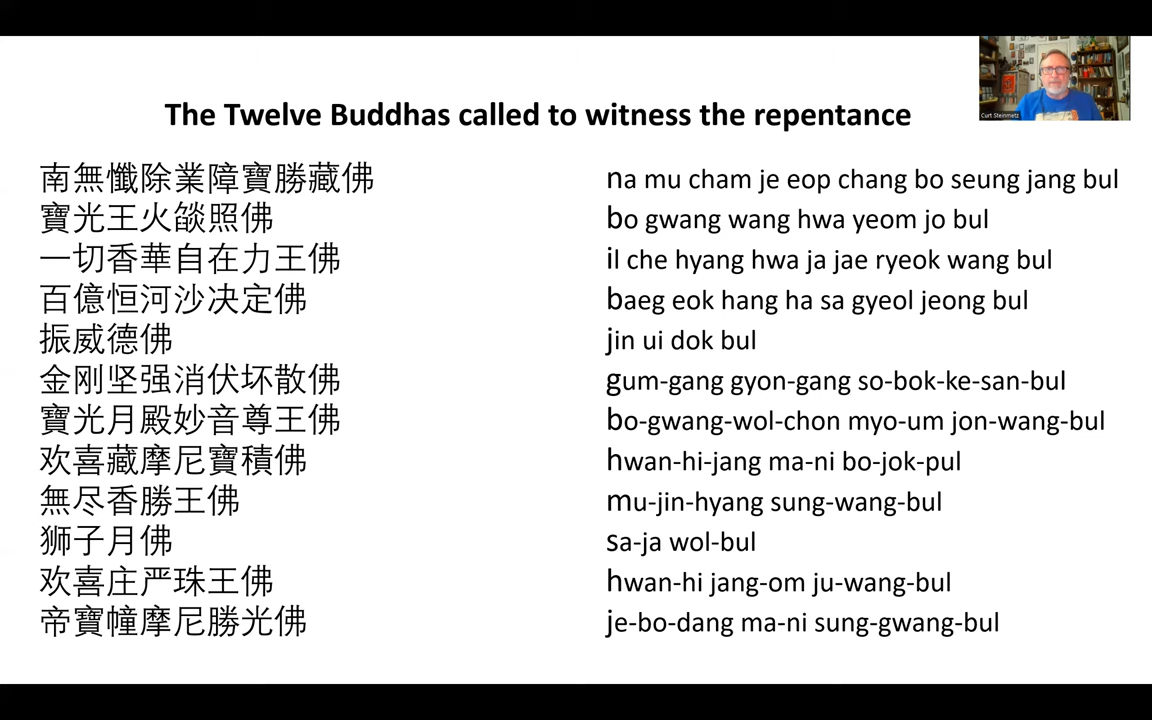 The Twelve Buddhas called to witness the repentance
南無懺除業障寶勝藏佛 na mu cham je eop chang bo seung jang bul
寶光王火燄照佛 bo gwang wang hwa yeom jo bul
一切香華自在力王佛 il che hyang hwa ja jae ryeok wang bul
百億恒河沙决定佛 baeg eok hang ha sa gyeol jeong bul
振威德佛 jin ui dok bul
金刚坚强消伏坏散佛 gum-gang gyon-gang so-bok-ke-san-bul
寶光月殿妙音尊王佛 bo-gwang-wol-chon myo-um jon-wang-bul
欢喜藏摩尼寶積佛 hwan-hi-jang ma-ni bo-jok-pul
無尽香勝王佛 mu-jin-hyang sung-wang-bul
狮子月佛 sa-ja wol-bul
欢喜庄严珠王佛 hwan-hi jang-om ju-wang-bul
帝寶幢摩尼勝光佛 je-bo-dang ma-ni sung-gwang-bul
Curt Steinmetz